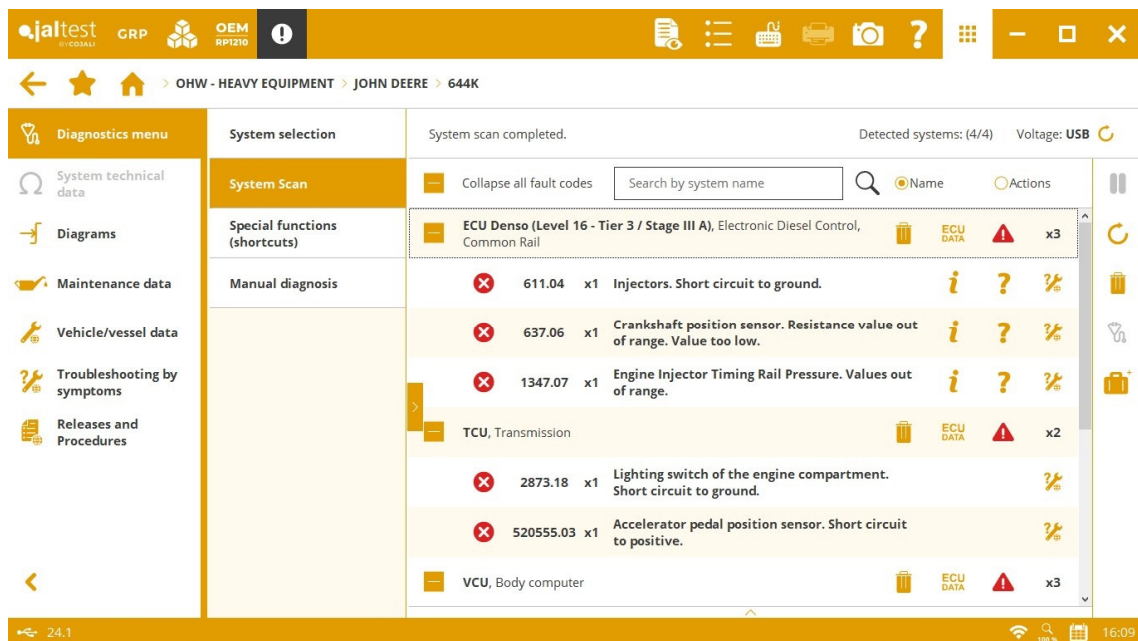 jaltest
BY COJALI
GRP
OEM
RP1210
> OHW - HEAVY EQUIPMENT > JOHN DEERE > 644K
Diagnostics menu
System technical
data
Diagrams
Maintenance data
Vehicle/vessel data
Troubleshooting by
symptoms
Releases and
Procedures
System selection
System Scan
Special functions
(shortcuts)
Manual diagnosis
System scan completed.
Detected systems: (4/4)
Voltage: USB
Collapse all fault codes
Search by system name
Name
Actions
ECU Denso (Level 16 - Tier 3 / Stage III A), Electronic Diesel Control,
Common Rail
ECU
DATA
x3
611.04 x1 Injectors. Short circuit to ground.
637.06 x1 Crankshaft position sensor. Resistance value out
of range. Value too low.
1347.07 x1 Engine Injector Timing Rail Pressure. Values out
of range.
TCU, Transmission
ECU
DATA
x2
2873.18 x1 Lighting switch of the engine compartment.
Short circuit to ground.
520555.03 x1 Accelerator pedal position sensor. Short circuit
to positive.
VCU, Body computer
ECU
DATA
x3
24.1
100 %
16:09